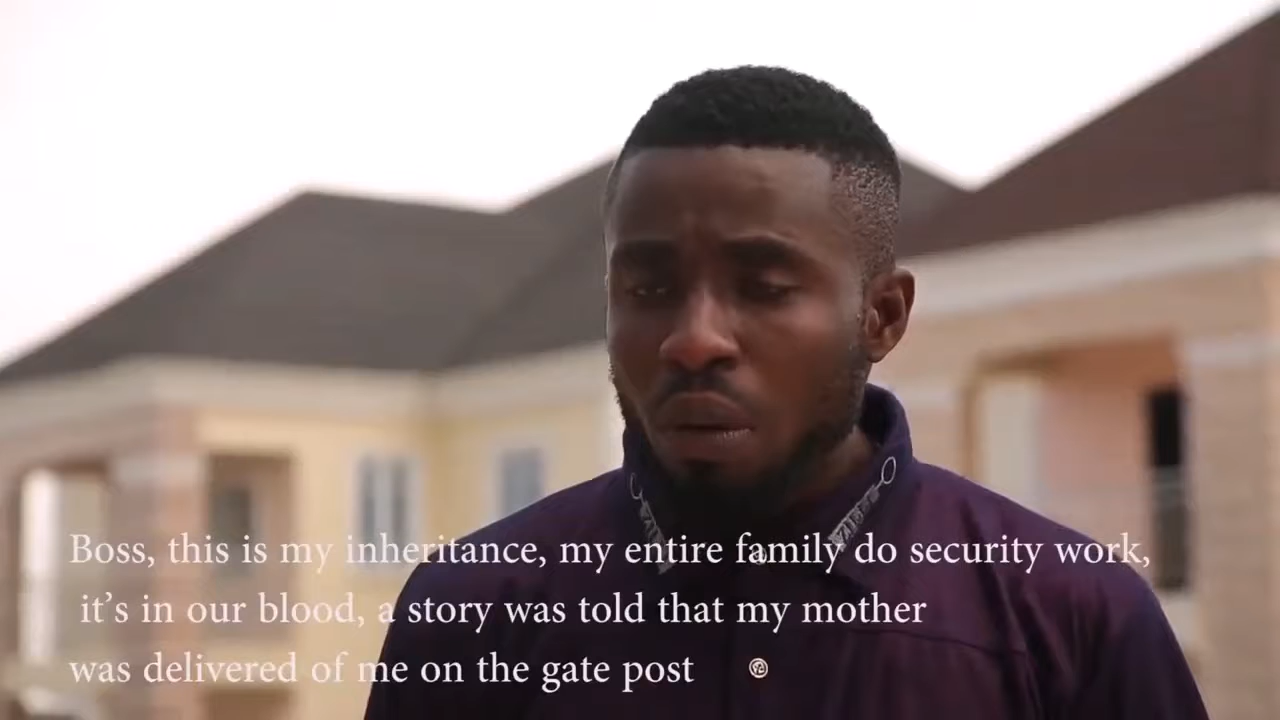 Boss, this is my inheritance, my entire family do security work,
it’s in our blood, a story was told that my mother
was delivered of me on the gate post